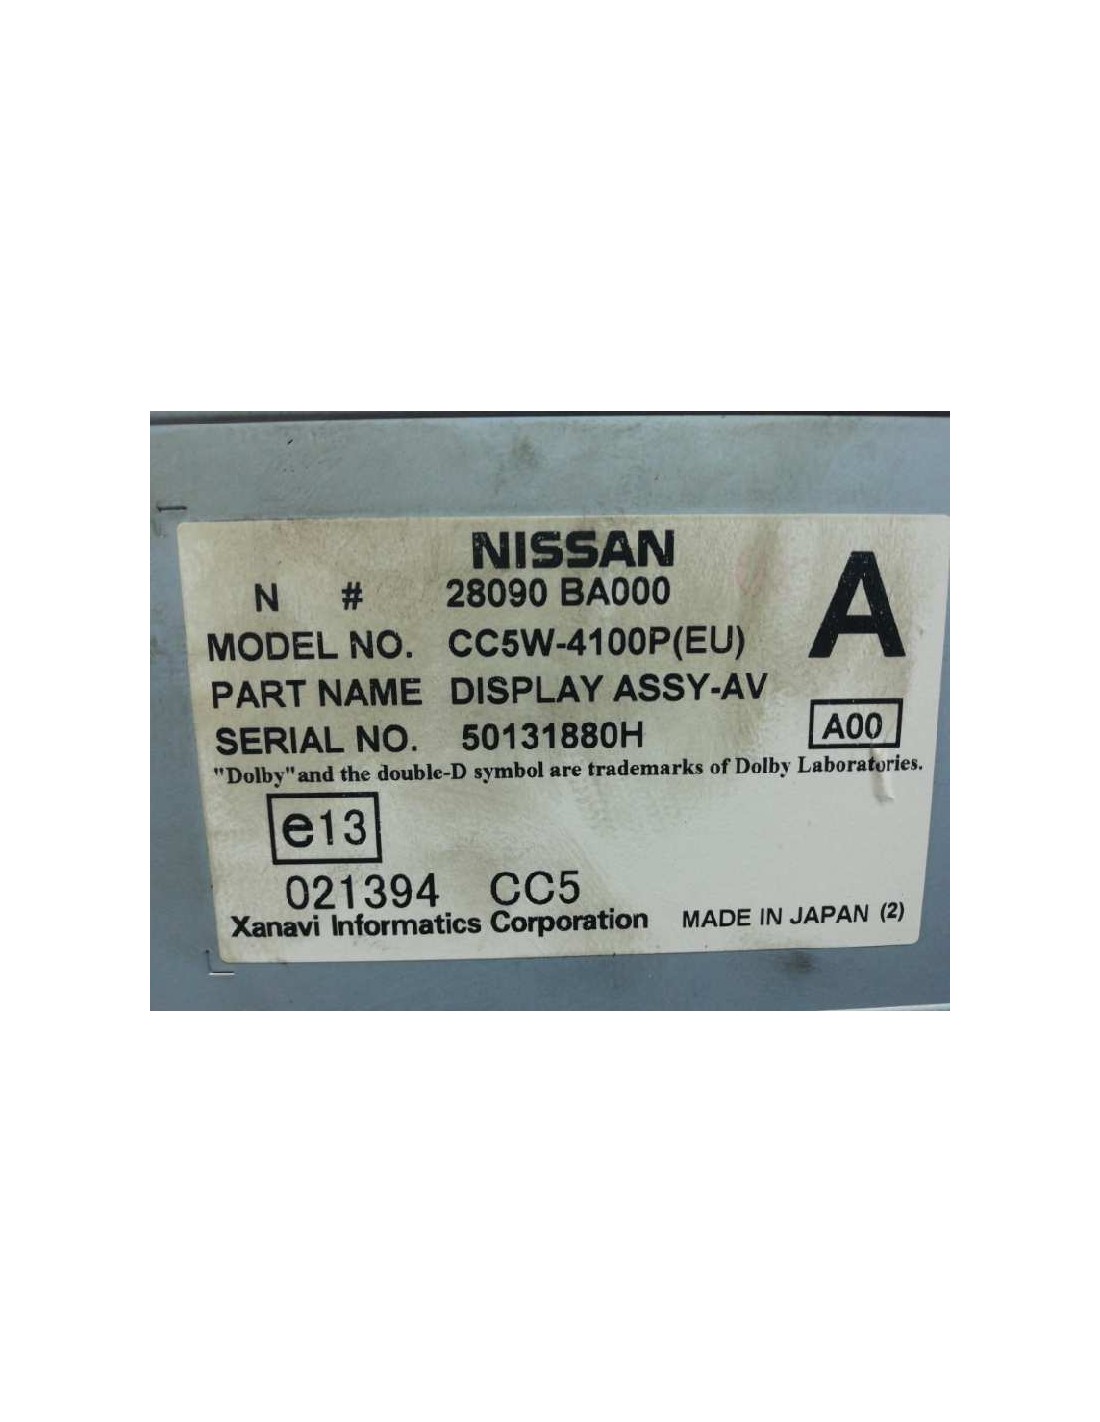 NISSAN
N # 28090 BA000
MODEL NO. CC5W-4100P(EU)
A
PART NAME DISPLAY ASSY-AV
SERIAL NO. 50131880H
A00
"Dolby" and the double-D symbol are trademarks of Dolby Laboratories.
e13
021394 CC5
Xanavi Informatics Corporation MADE IN JAPAN (2)